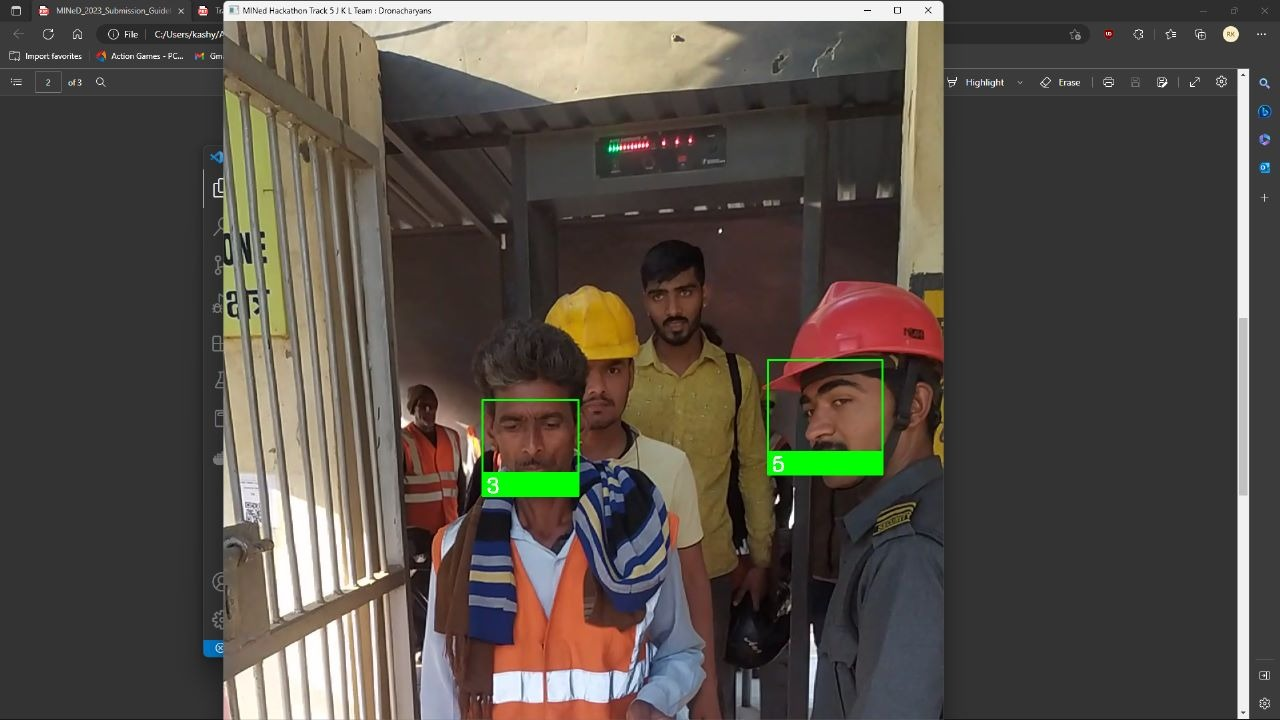 MINed Hackathon Track 5 J K L Team : Dronacharyans
MINEd_2023_Submission_Guid
File
C:/Users/kashy/A
RK
Import favorites
Action Games - PC...
Highlight
Erase
2
of 3
ONE
क्षेत्र
3
5